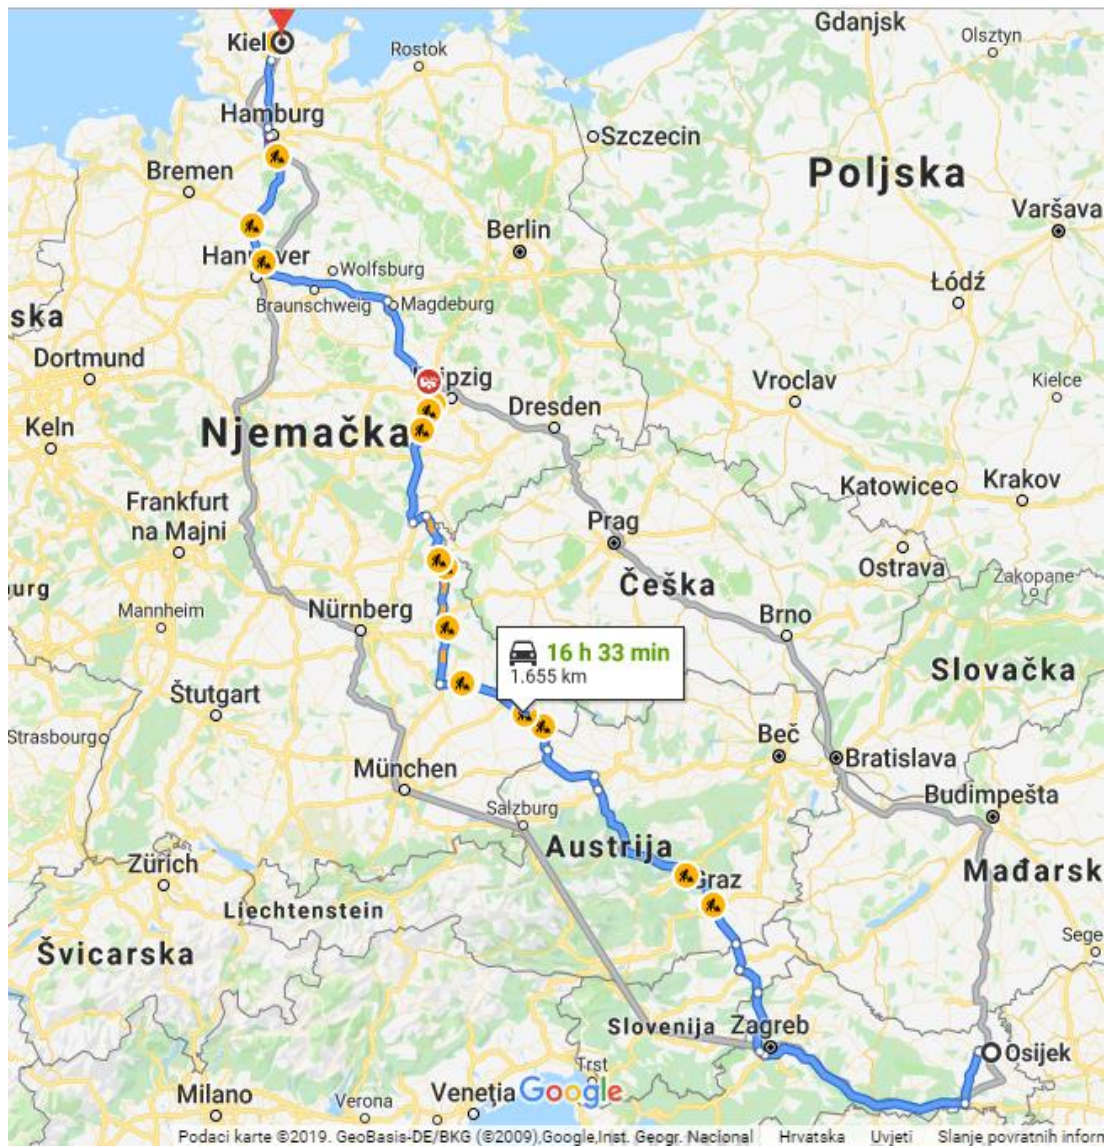 Gdanjsk
Olsztyn
Kiel
Rostok
Hamburg
Szczecin
Bremen
Poljska
Varšava
Berlin
Hannover
Wolfsburg
Braunschweig
Magdeburg
Łódź
ska
Dortmund
Leipzig
Vroclav
Kielce
Dresden
Keln
Njemačka
Katowice
Krakov
Frankfurt
na Majni
Prag
Ostrava
Češka
Zakopane
urg
Mannheim
Nürnberg
Brno
16 h 33 min
1.655 km
Slovačka
Štutgart
Strasbourg
Beč
Bratislava
München
Budimpešta
Salzburg
Austrija
Zürich
Graz
Mađarsk
Liechtenstein
Švicarska
Sege
Slovenija
Zagreb
Osijek
Trst
Milano
Verona
Veneţia
Google
Podaci karte ©2019. GeoBasis-DE/BKG (©2009),Google,Inst. Geogr. Nacional Hrvatska Uvjeti Slanje povratnih inform